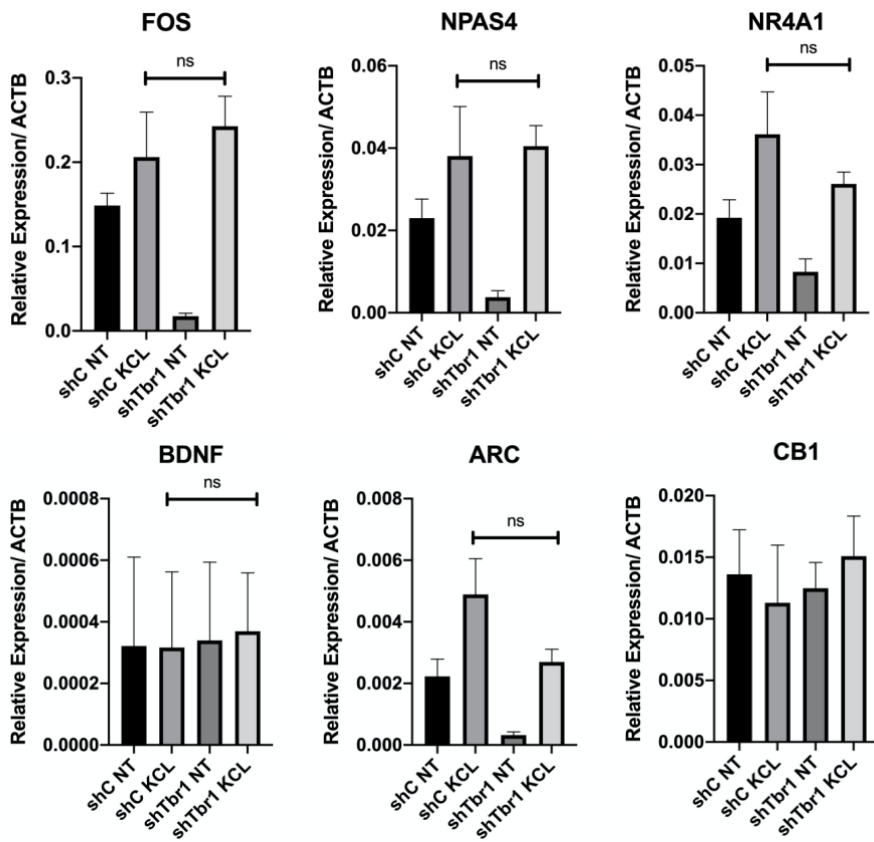 FOS
ns
Relative Expression/ ACTB
0.3
0.2
0.1
0.0
shC NT
shC KCL
shTbr1 NT
shTbr1 KCL
NPAS4
ns
Relative Expression/ ACTB
0.06
0.04
0.02
0.00
shC NT
shC KCL
shTbr1 NT
shTbr1 KCL
NR4A1
ns
Relative Expression/ ACTB
0.05
0.04
0.03
0.02
0.01
0.00
shC NT
shC KCL
shTbr1 NT
shTbr1 KCL
BDNF
ns
Relative Expression/ ACTB
0.0008
0.0006
0.0004
0.0002
0.0000
shC NT
shC KCL
shTbr1 NT
shTbr1 KCL
ARC
ns
Relative Expression/ ACTB
0.008
0.006
0.004
0.002
0.000
shC NT
shC KCL
shTbr1 NT
shTbr1 KCL
CB1
Relative Expression/ ACTB
0.020
0.015
0.010
0.005
0.000
shC NT
shC KCL
shTbr1 NT
shTbr1 KCL